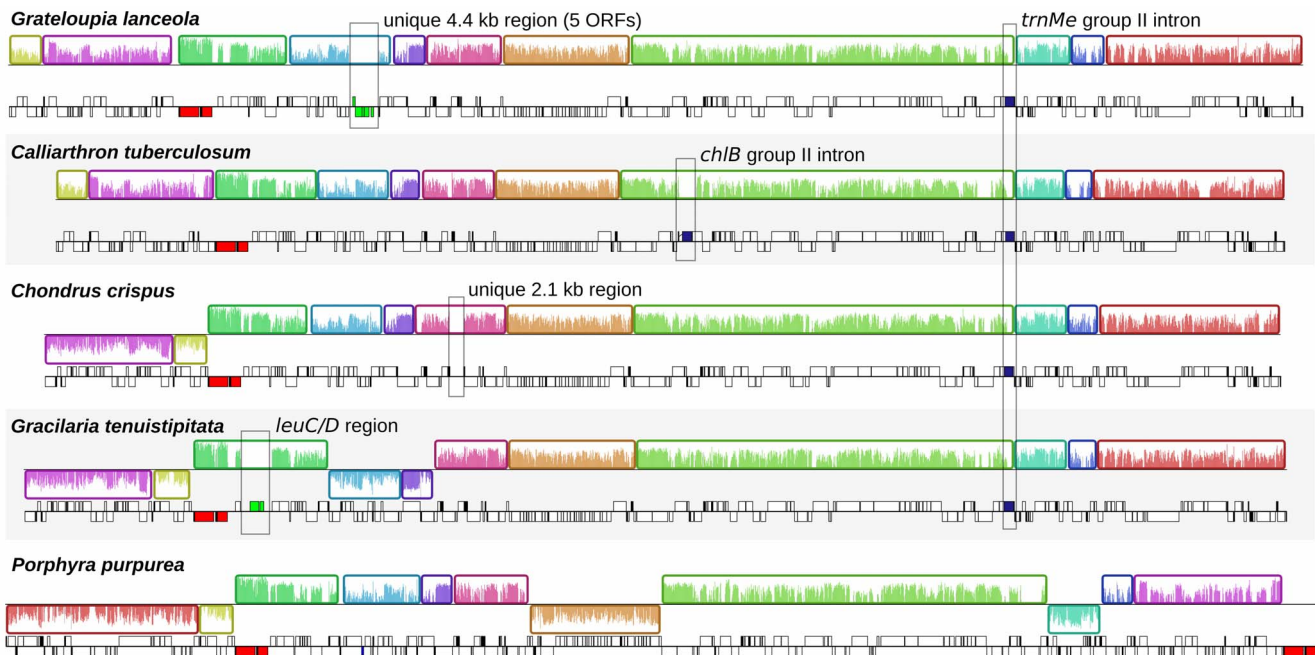 Grateloupia lanceola
unique 4.4 kb region (5 ORFs)
trnMe group II intron
Calliarthron tuberculosum
chlB group II intron
Chondrus crispus
unique 2.1 kb region
Gracilaria tenuistipitata
leuC/D region
Porphyra purpurea